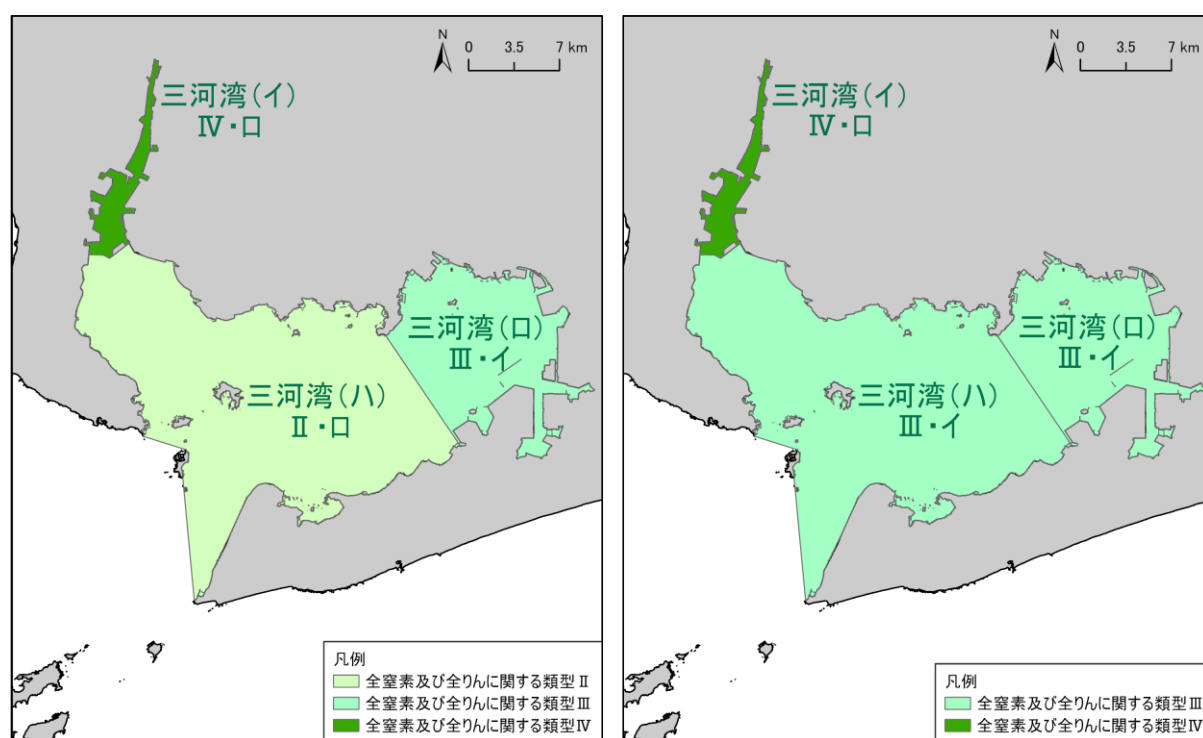 N
0 3.5 7 km
三河湾(イ)
Ⅳ・ロ
三河湾(ロ)
Ⅲ・イ
三河湾(ハ)
Ⅱ・ロ
凡例
全窒素及び全りんに関する類型Ⅱ
全窒素及び全りんに関する類型Ⅲ
全窒素及び全りんに関する類型Ⅳ
N
0 3.5 7 km
三河湾(イ)
Ⅳ・ロ
三河湾(ロ)
Ⅲ・イ
三河湾(ハ)
Ⅲ・イ
凡例
全窒素及び全りんに関する類型Ⅲ
全窒素及び全りんに関する類型Ⅳ